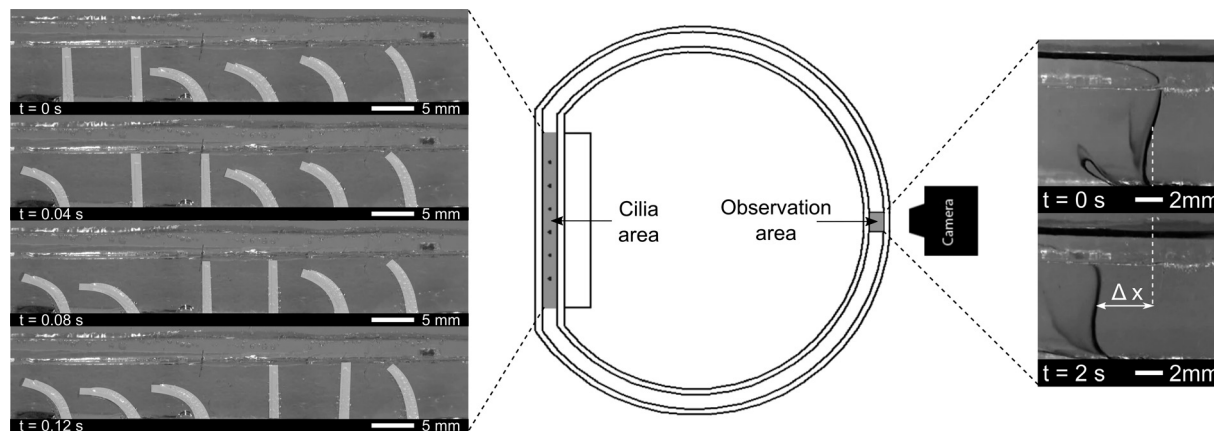 t = 0 s 5 mm
t = 0.04 s 5 mm
t = 0.08 s 5 mm
t = 0.12 s 5 mm
Cilia
area
Observation
area
Camera
t = 0 s 2mm
Δ x
t = 2 s 2mm